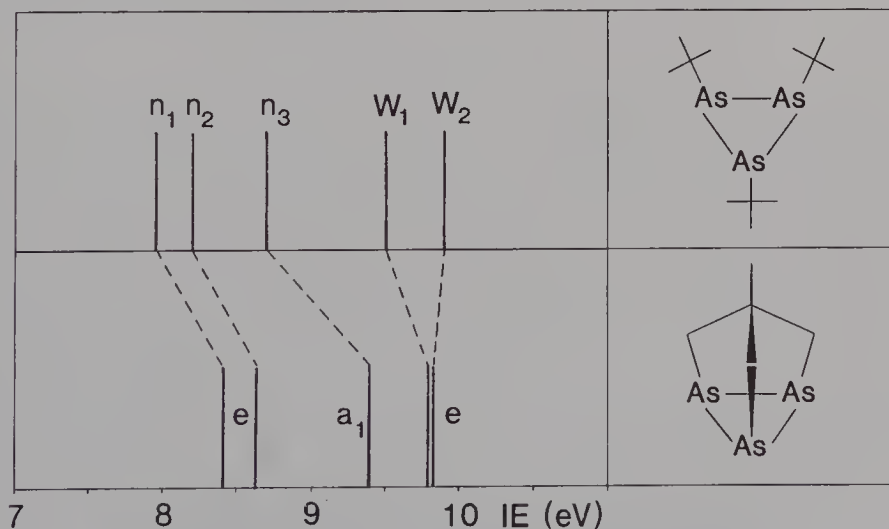 n1 n2 n3 W1 W2
As As
As
e a1 e
As As
As
7 8 9 10 IE (eV)